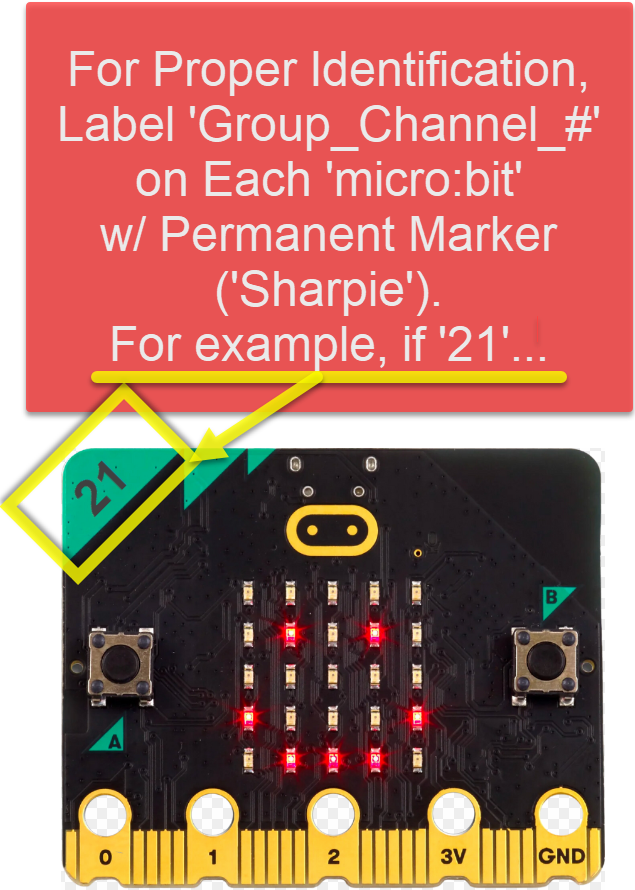 For Proper Identification,
Label 'Group_Channel_#'
on Each 'micro:bit'
w/ Permanent Marker
('Sharpie').
For example, if '21'...
21
B
A
0 1 2 3V GND